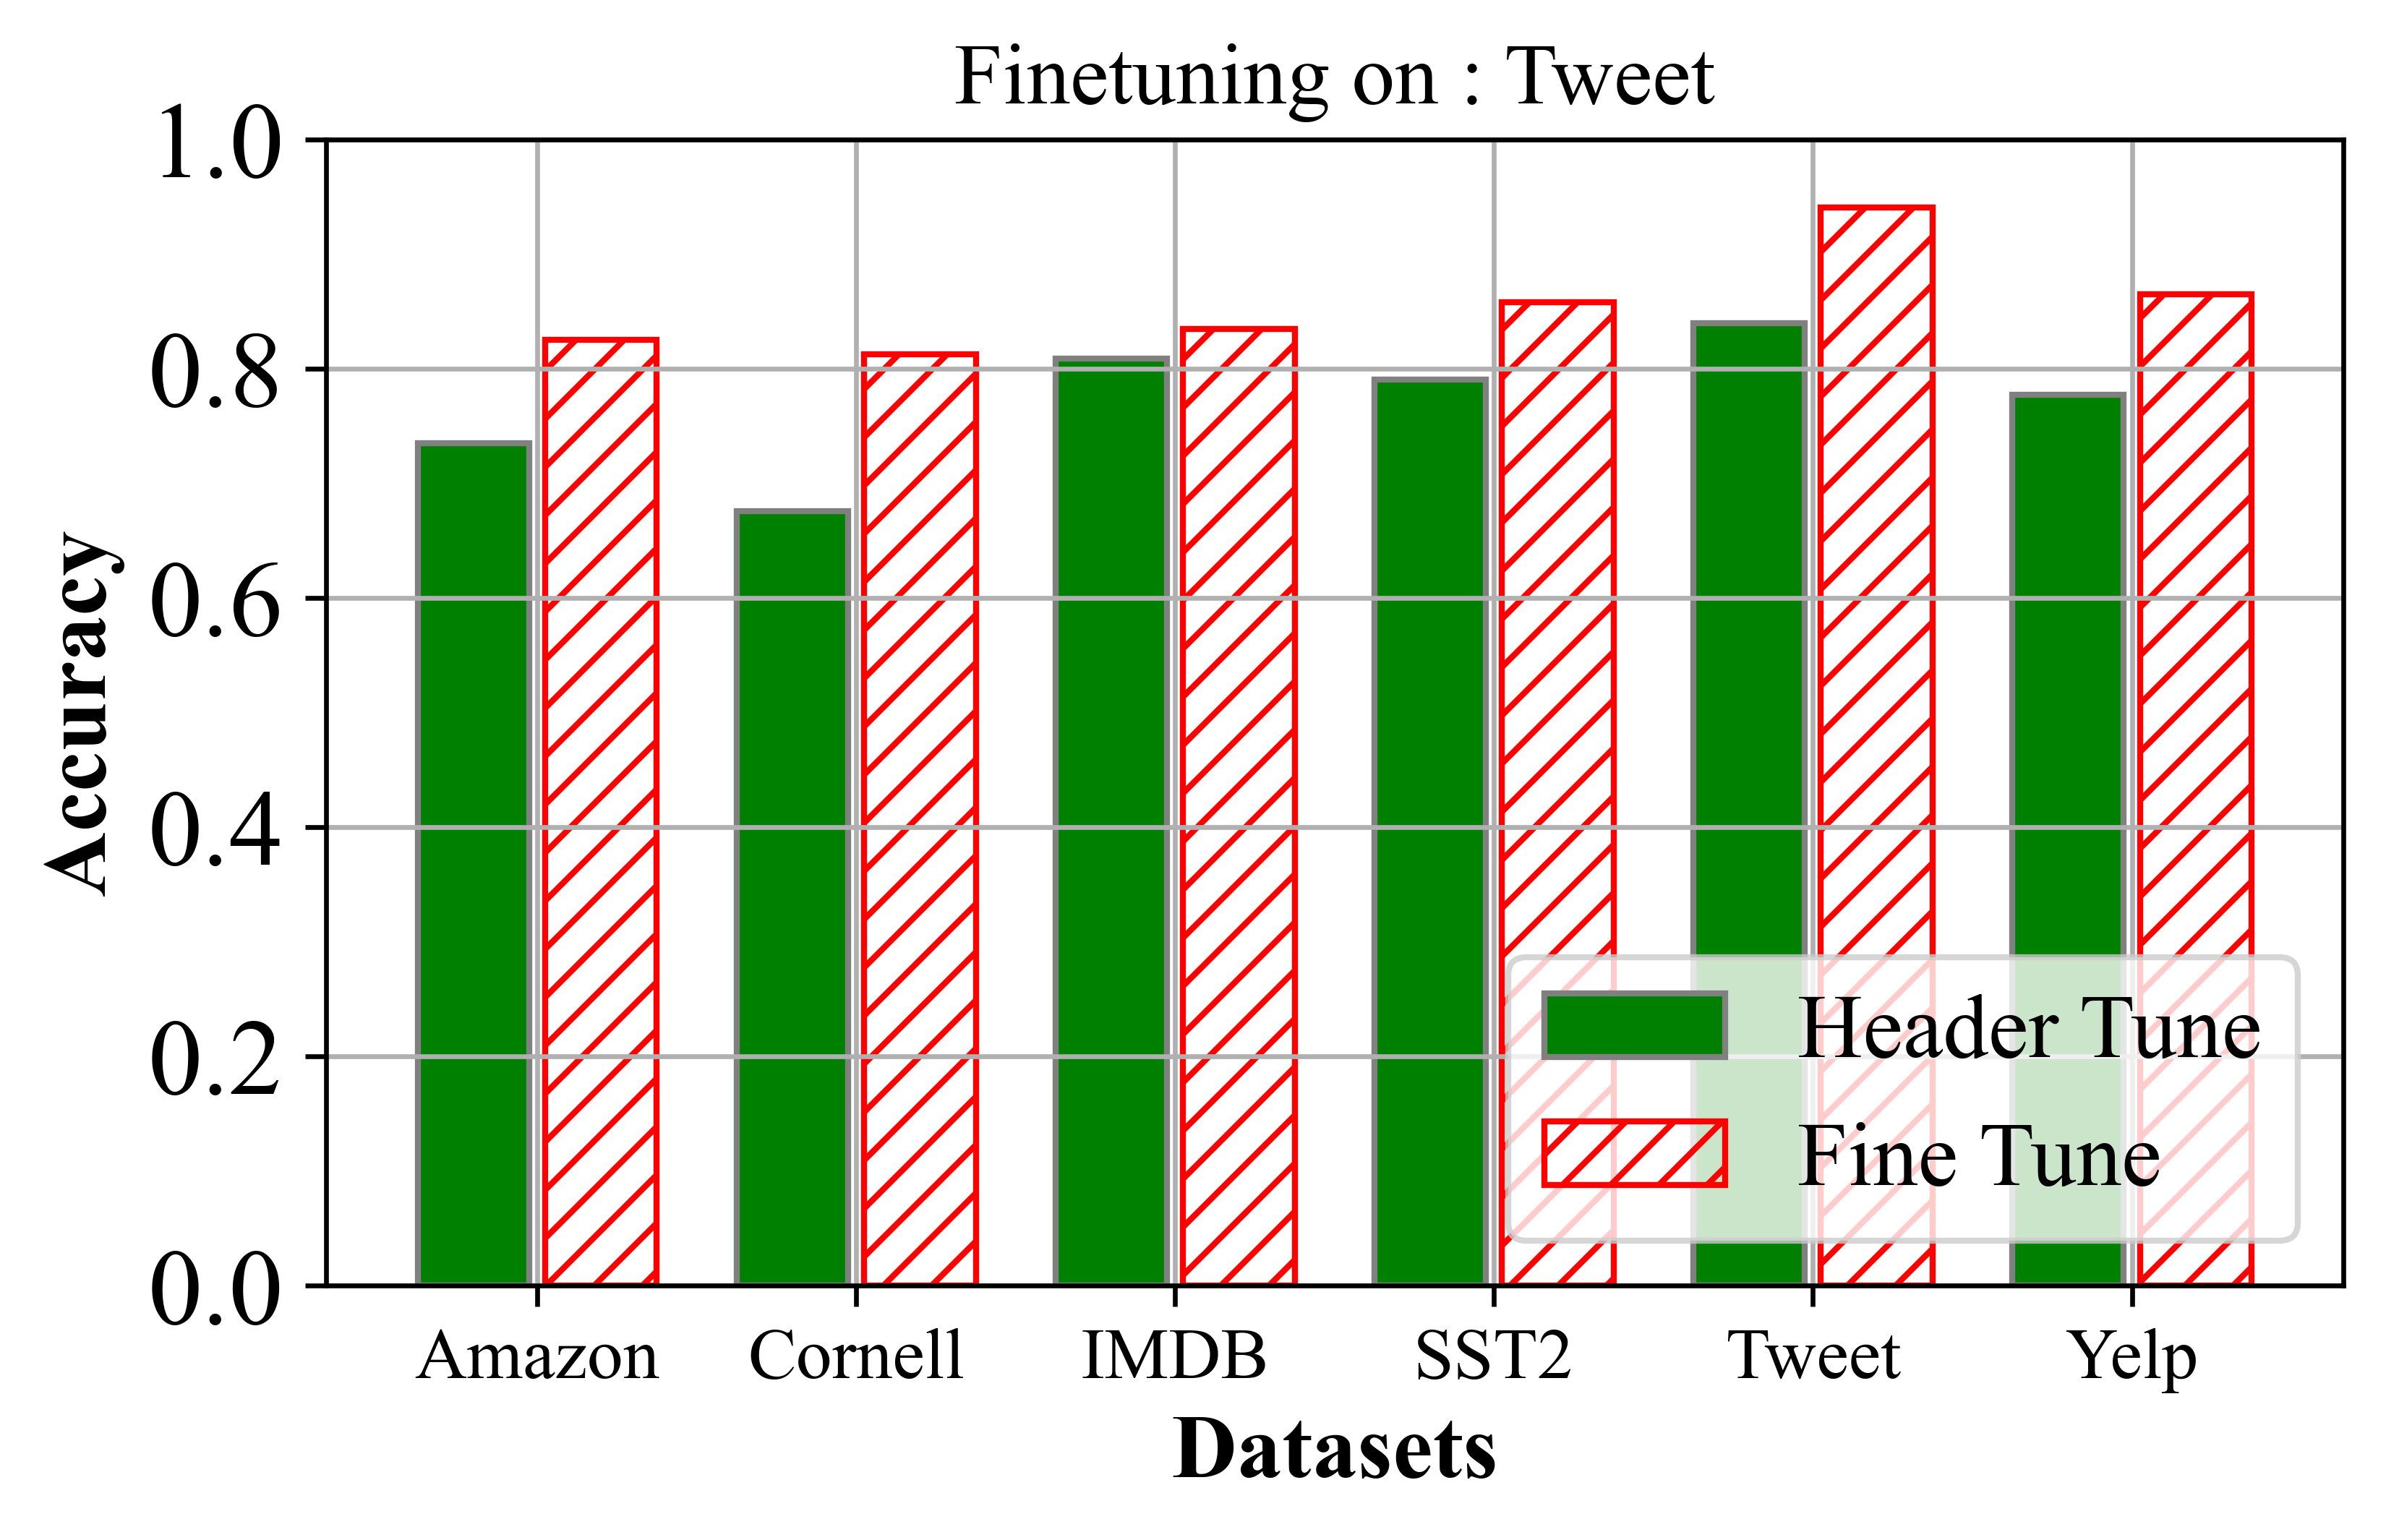 Finetuning on : Tweet
1.0
0.8
0.6
0.4
0.2
0.0
Accuracy
Header Tune
Fine Tune
Amazon Cornell IMDB SST2 Tweet Yelp
Datasets